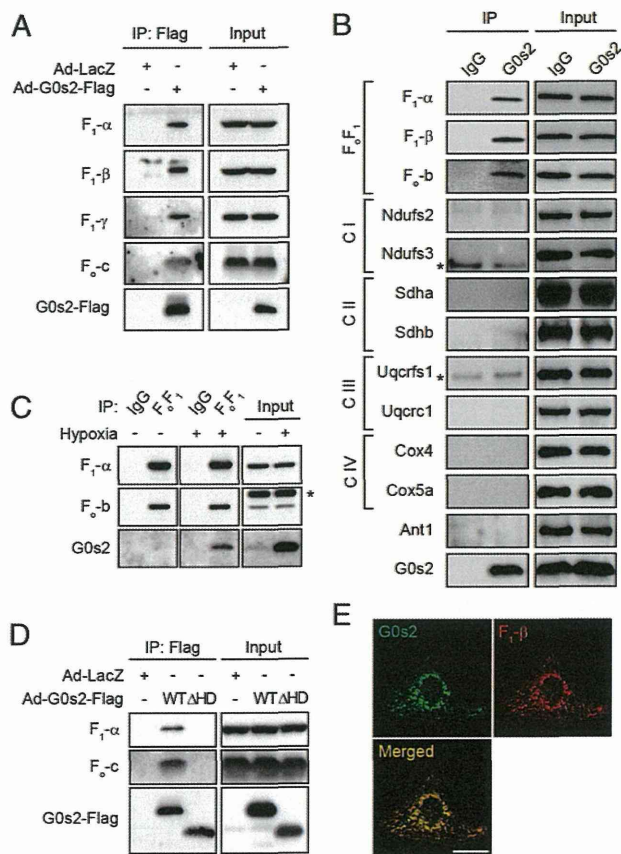 A
IP: Flag Input
Ad-LacZ + - + -
Ad-G0s2-Flag - + - +
F₁-α
F₁-β
F₁-γ
Fₒ-c
G0s2-Flag
B
IP Input
IgG G0s2 IgG G0s2
FₒF₁
F₁-α
F₁-β
Fₒ-b
C I
Ndufs2
Ndufs3
*
C II
Sdha
Sdhb
C III
Uqcrfs1
*
Uqcrc1
C IV
Cox4
Cox5a
Ant1
G0s2
C
IP: IgG FₒF₁ IgG FₒF₁ Input
Hypoxia - - + + - +
F₁-α
Fₒ-b *
G0s2
D
IP: Flag Input
Ad-LacZ + - - + - -
Ad-G0s2-Flag - WT ΔHD - WT ΔHD
F₁-α
Fₒ-c
G0s2-Flag
E
G0s2 F₁-β
Merged